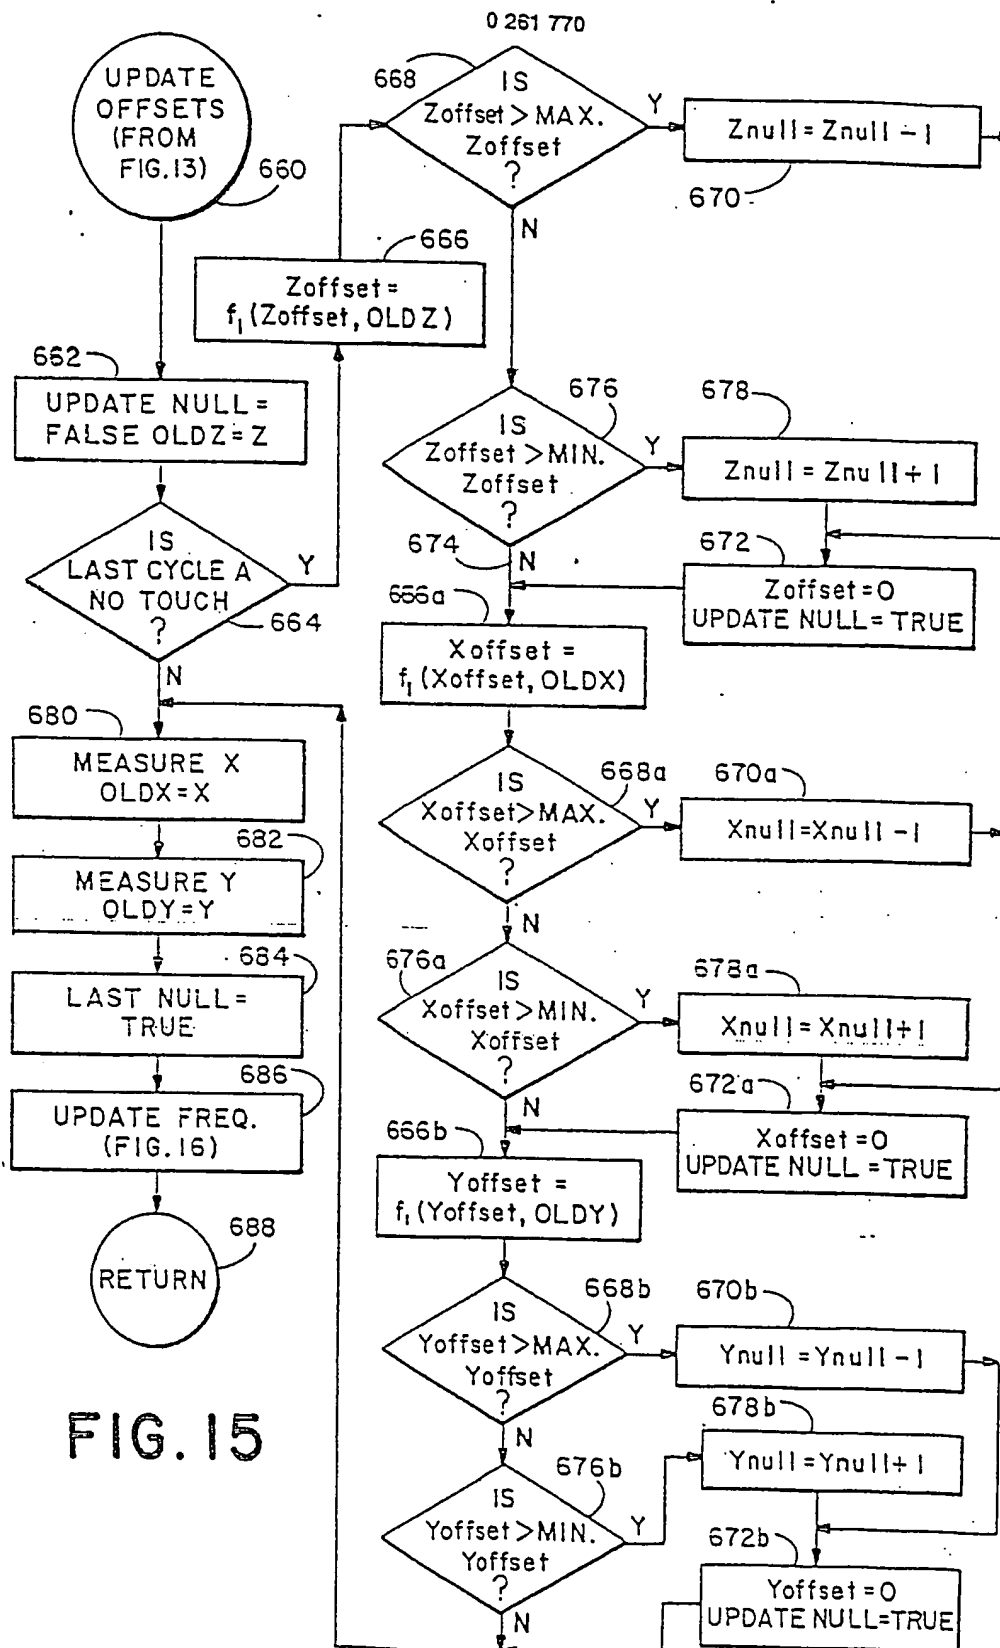 0 261 770
UPDATE
OFFSETS
(FROM
FIG.13)
660
662
UPDATE NULL=
FALSE OLDZ=Z
IS
LAST CYCLE A
NO TOUCH
?
664
Y
N
666
Zoffset=
f₁(Zoffset, OLDZ)
668
IS
Zoffset>MAX.
Zoffset
?
Y
N
Znull=Znull-1
670
676
IS
Zoffset>MIN.
Zoffset
?
Y
674
N
678
Znull=Znull+1
672
Zoffset=0
UPDATE NULL=TRUE
656a
Xoffset=
f₁(Xoffset, OLDX)
668a
IS
Xoffset>MAX.
Xoffset
?
Y
N
670a
Xnull=Xnull-1
676a
IS
Xoffset>MIN.
Xoffset
?
Y
N
678a
Xnull=Xnull+1
672a
Xoffset=0
UPDATE NULL=TRUE
666b
Yoffset=
f₁(Yoffset, OLDY)
668b
IS
Yoffset>MAX.
Yoffset
?
Y
N
670b
Ynull=Ynull-1
676b
IS
Yoffset>MIN.
Yoffset
?
Y
N
678b
Ynull=Ynull+1
672b
Yoffset=0
UPDATE NULL=TRUE
680
MEASURE X
OLDX=X
682
MEASURE Y
OLDY=Y
684
LAST NULL=
TRUE
686
UPDATE FREQ.
(FIG.16)
688
RETURN
FIG. 15